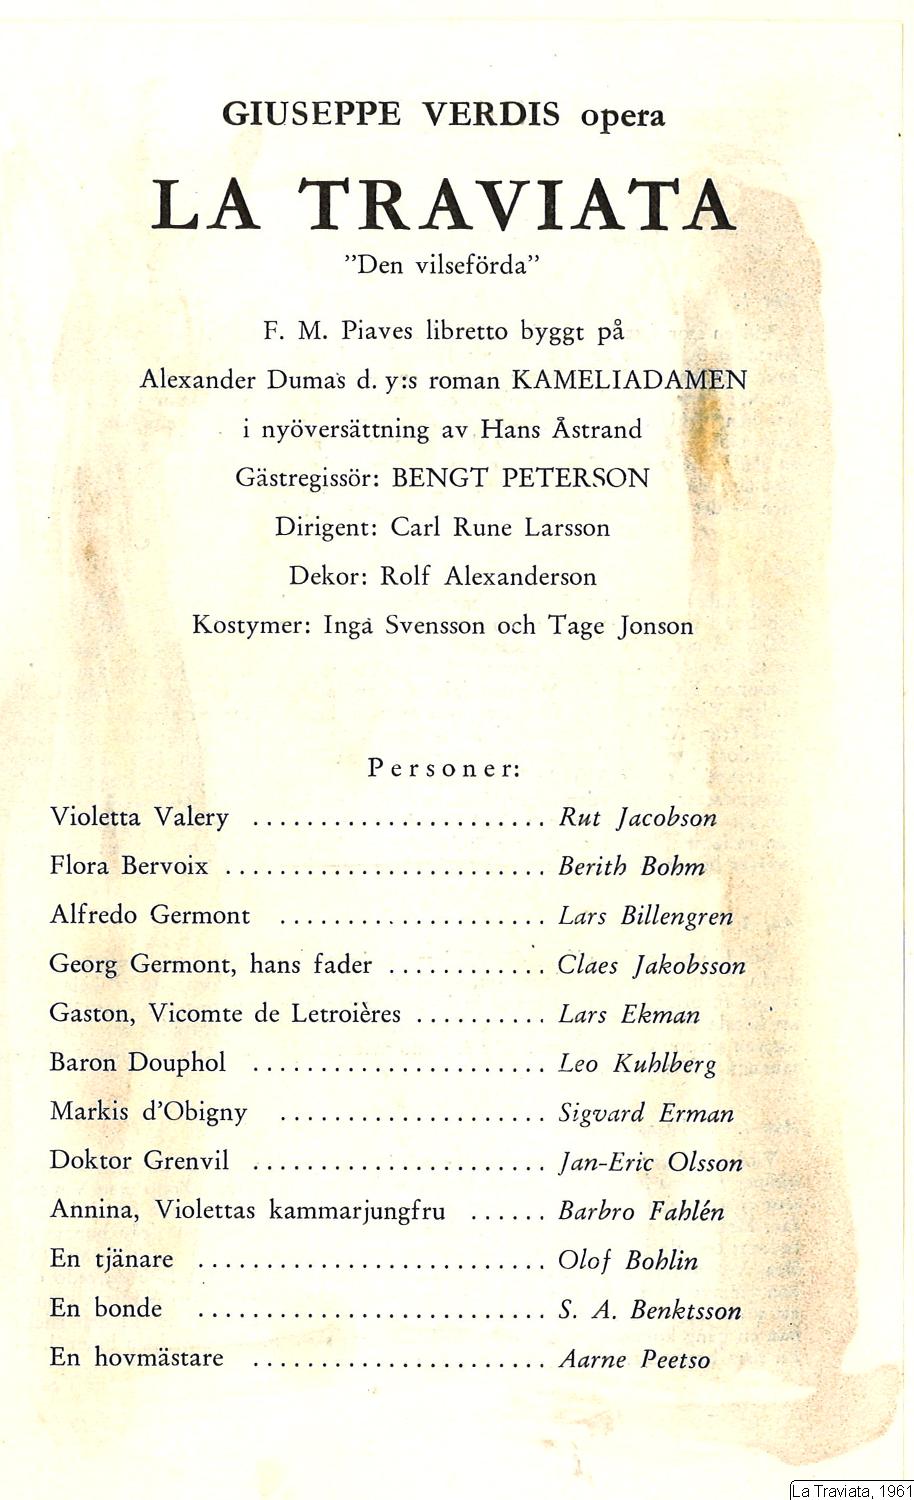 GIUSEPPE VERDIS opera
LA TRAVIATA
”Den vilseförda”
F. M. Piaves libretto byggt på
Alexander Dumas d. y:s roman KAMELIADAMEN
i nyöversättning av Hans Åstrand
Gästregissör: BENGT PETERSON
Dirigent: Carl Rune Larsson
Dekor: Rolf Alexanderson
Kostymer: Inga Svensson och Tage Jonson
Personer:
Violetta Valery ...................... Rut Jacobson
Flora Bervoix ........................ Berith Bohm
Alfredo Germont .................... Lars Billengren
Georg Germont, hans fader ............ Claes Jakobsson
Gaston, Vicomte de Letroières .......... Lars Ekman
Baron Douphol ...................... Leo Kuhlberg
Markis d’Obigny .................... Sigvard Erman
Doktor Grenvil ...................... Jan-Eric Olsson
Annina, Violettas kammarjungfru ...... Barbro Fahlén
En tjänare .......................... Olof Bohlin
En bonde .......................... S. A. Benktsson
En hovmästare ...................... Aarne Peetso
La Traviata, 1961